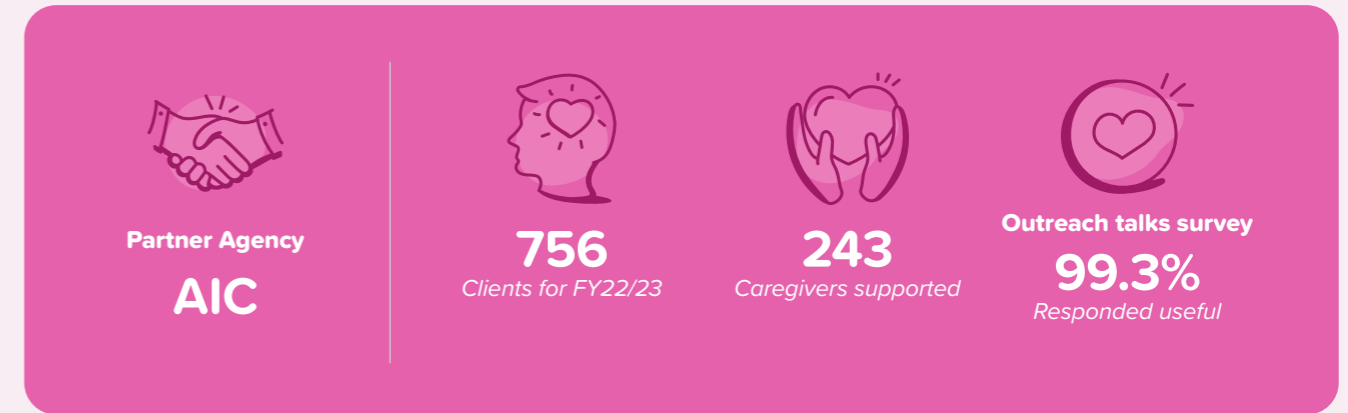 Partner Agency
AIC
756
Clients for FY22/23
243
Caregivers supported
Outreach talks survey
99.3%
Responded useful